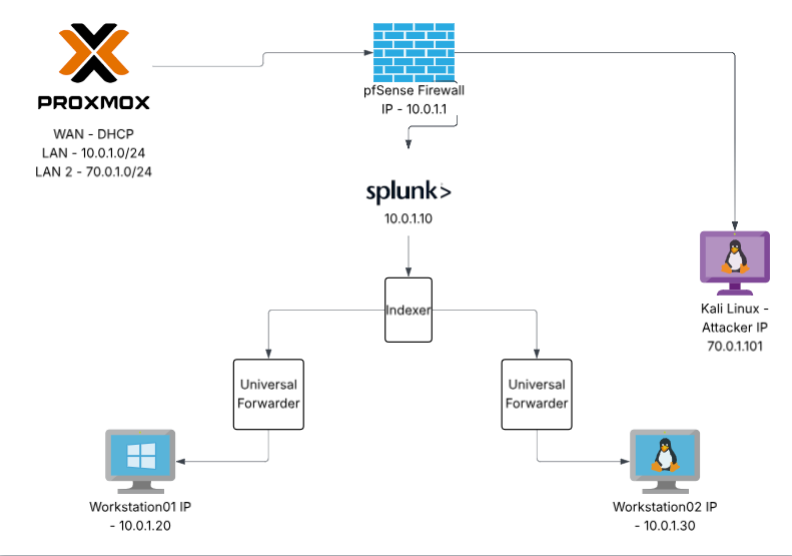 PROXMOX
WAN - DHCP
LAN - 10.0.1.0/24
LAN 2 - 70.0.1.0/24
pfSense Firewall
IP - 10.0.1.1
splunk>
10.0.1.10
Indexer
Universal
Forwarder
Universal
Forwarder
Kali Linux -
Attacker IP
70.0.1.101
Workstation01 IP
- 10.0.1.20
Workstation02 IP
- 10.0.1.30